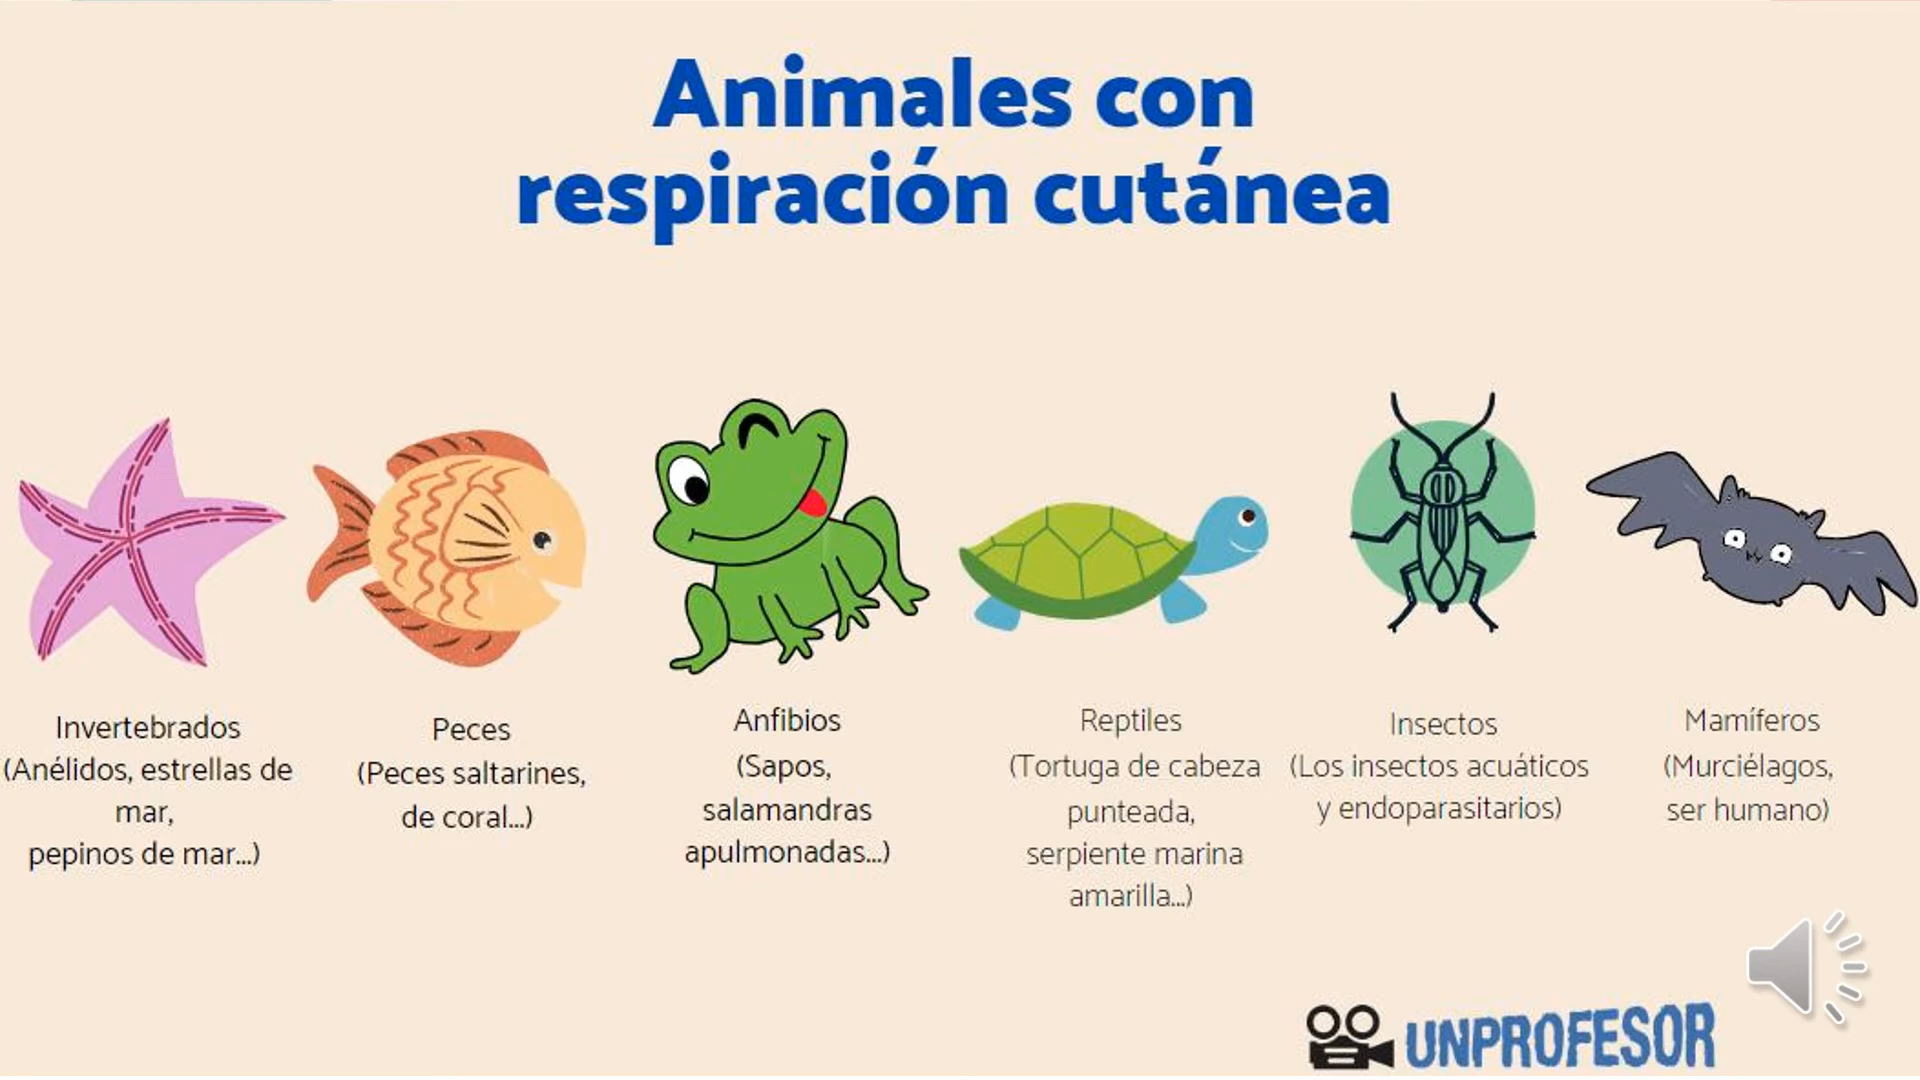 Animales con
respiración cutánea
Invertebrados
(Anélidos, estrellas de
mar,
pepinos de mar...)
Peces
(Peces saltarines,
de coral...)
Anfibios
(Sapos,
salamandras
apulmonadas...)
Reptiles
(Tortuga de cabeza
punteada,
serpiente marina
amarilla...)
Insectos
(Los insectos acuáticos
y endoparasitarios)
Mamíferos
(Murciélagos,
ser humano)
UNPROFESOR